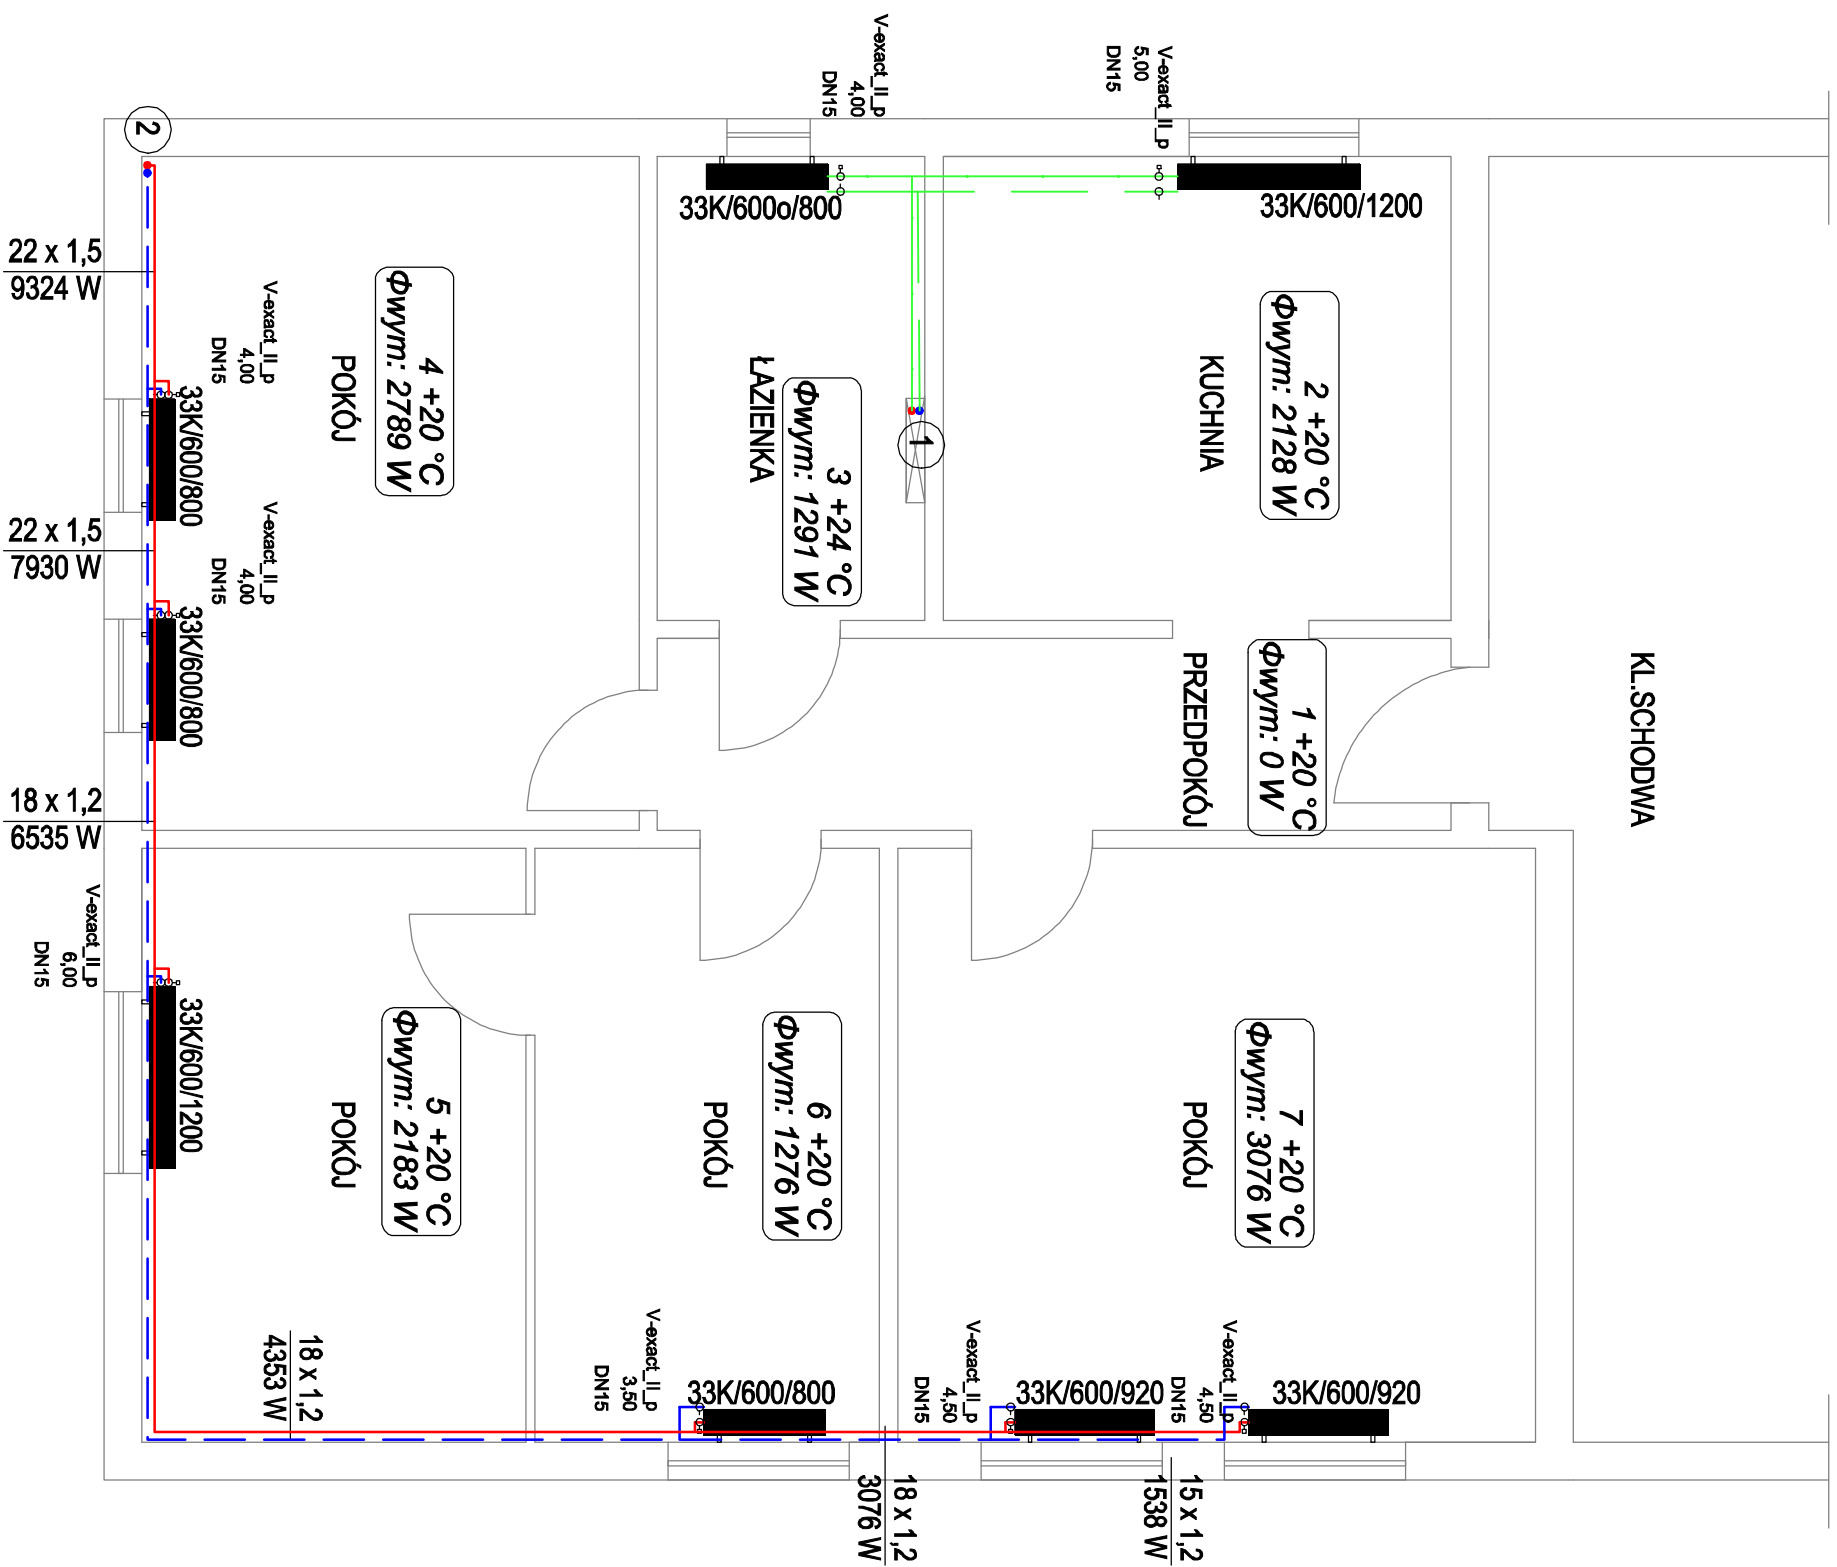 V-exact_II_p
4,00
DN15
V-exact_II_p
5,00
DN15
2
33K/600o/800
33K/600/1200
22 x 1,5
9324 W
V-exact_II_p
4,00
DN15
33K/600/800
4 +20 °C
Φwym: 2789 W
POKÓJ
ŁAZIENKA
3 +24 °C
Φwym: 1291 W
1
KUCHNIA
2 +20 °C
Φwym: 2128 W
22 x 1,5
7930 W
V-exact_II_p
4,00
DN15
33K/600/800
PRZEDPOKÓJ
1 +20 °C
Φwym: 0 W
KL.SCHODWA
18 x 1,2
6535 W
V-exact_II_p
6,00
DN15
33K/600/1200
5 +20 °C
Φwym: 2183 W
POKÓJ
6 +20 °C
Φwym: 1276 W
POKÓJ
7 +20 °C
Φwym: 3076 W
POKÓJ
18 x 1,2
4353 W
V-exact_II_p
3,50
DN15
33K/600/800
V-exact_II_p
4,50
DN15
33K/600/920
V-exact_II_p
4,50
DN15
33K/600/920
18 x 1,2
3076 W
15 x 1,2
1538 W